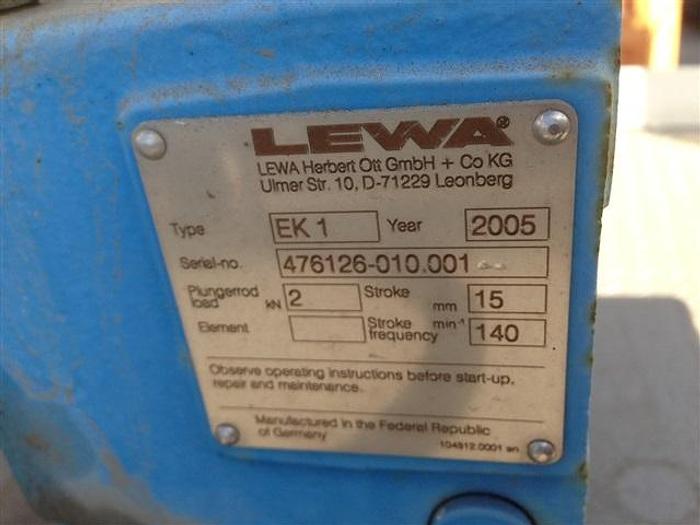 LEWA®
LEWA Herbert Ott GmbH + Co KG
Ulmer Str. 10, D-71229 Leonberg
Type EK 1 Year 2005
Serial-no. 476126-010.001
Plungerrod load kN 2 Stroke mm 15
Element Stroke frequency min⁻¹ 140
Observe operating instructions before start-up,
repair and maintenance.
Manufactured in the Federal Republic
of Germany
104912.0001 en